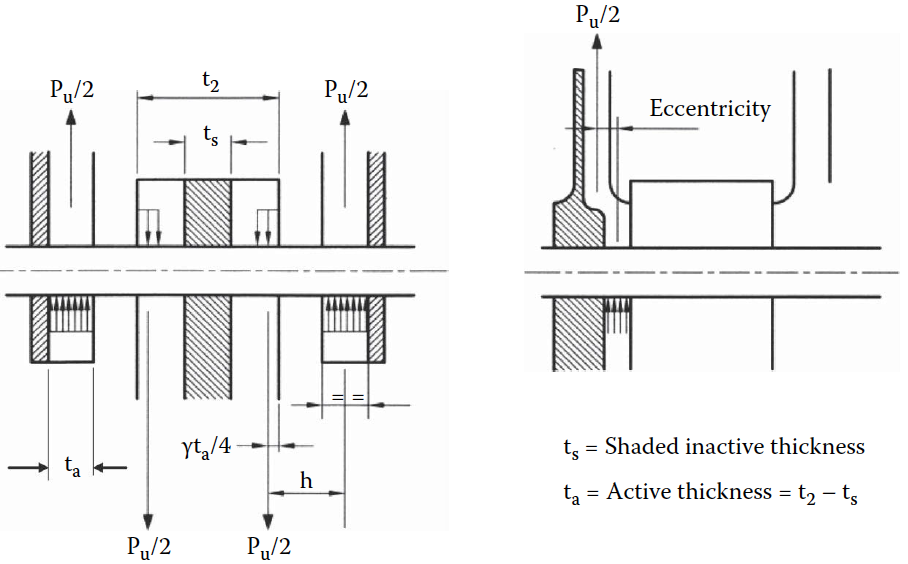 t₂
Pᵤ/2
Pᵤ/2
tₛ
= =
γtₐ/4
tₐ
h
Pᵤ/2
Pᵤ/2
Pᵤ/2
Eccentricity
tₛ = Shaded inactive thickness
tₐ = Active thickness = t₂ – tₛ